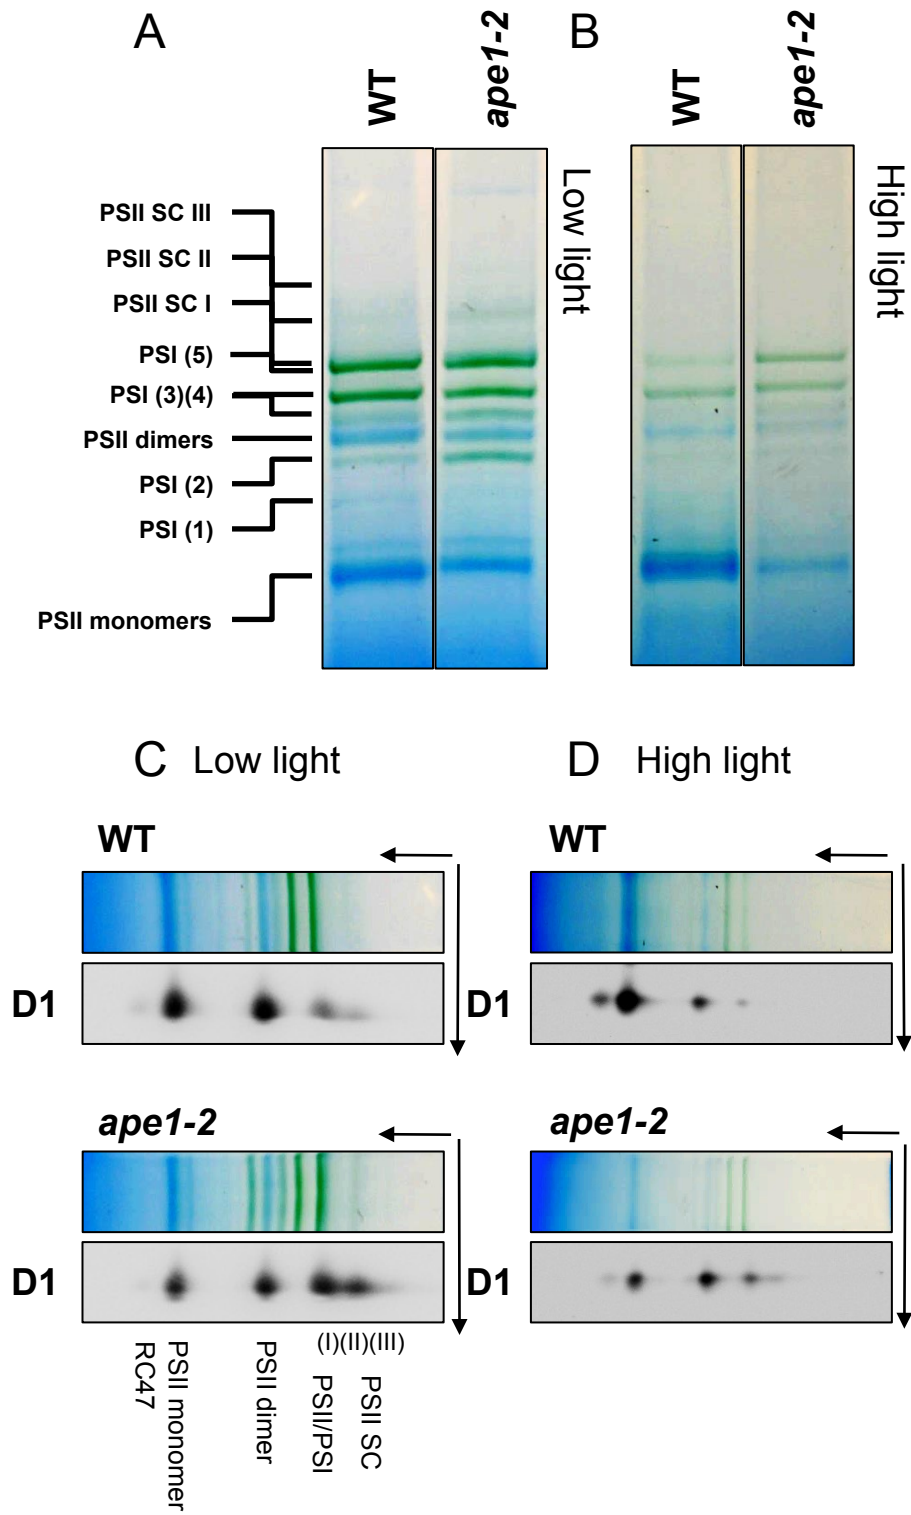 A
B
WT
ape1-2
WT
ape1-2
Low light
High light
PSII SC III
PSII SC II
PSII SC I
PSI (5)
PSI (3)(4)
PSII dimers
PSI (2)
PSI (1)
PSII monomers
C Low light
D High light
WT
WT
D1
D1
ape1-2
ape1-2
D1
D1
(I)(II)(III)
RC47
PSII monomer
PSII dimer
PSII/PSI
PSII SC